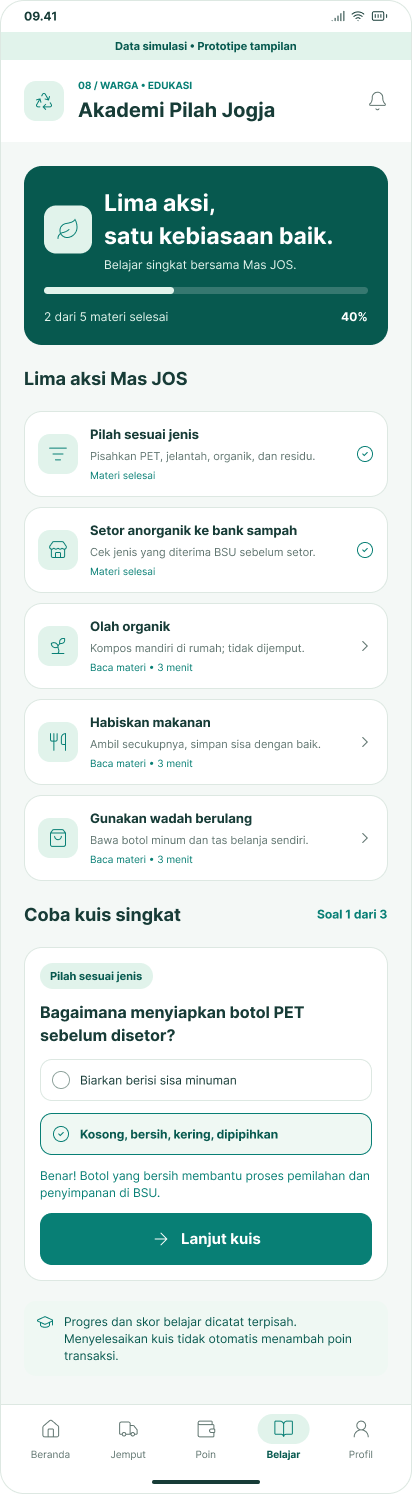 09.41
Data simulasi • Prototipe tampilan
08 / WARGA • EDUKASI
Akademi Pilah Jogja
Lima aksi,
satu kebiasaan baik.
Belajar singkat bersama Mas JOS.
2 dari 5 materi selesai
40%
Lima aksi Mas JOS
Pilah sesuai jenis
Pisahkan PET, jelantah, organik, dan residu.
Materi selesai
Setor anorganik ke bank sampah
Cek jenis yang diterima BSU sebelum setor.
Materi selesai
Olah organik
Kompos mandiri di rumah; tidak dijemput.
Baca materi • 3 menit
Habiskan makanan
Ambil secukupnya, simpan sisa dengan baik.
Baca materi • 3 menit
Gunakan wadah berulang
Bawa botol minum dan tas belanja sendiri.
Baca materi • 3 menit
Coba kuis singkat
Soal 1 dari 3
Pilah sesuai jenis
Bagaimana menyiapkan botol PET
sebelum disetor?
Biarkan berisi sisa minuman
Kosong, bersih, kering, dipipihkan
Benar! Botol yang bersih membantu proses pemilahan dan
penyimpanan di BSU.
Lanjut kuis
Progres dan skor belajar dicatat terpisah.
Menyelesaikan kuis tidak otomatis menambah poin
transaksi.
Beranda
Jemput
Poin
Belajar
Profil